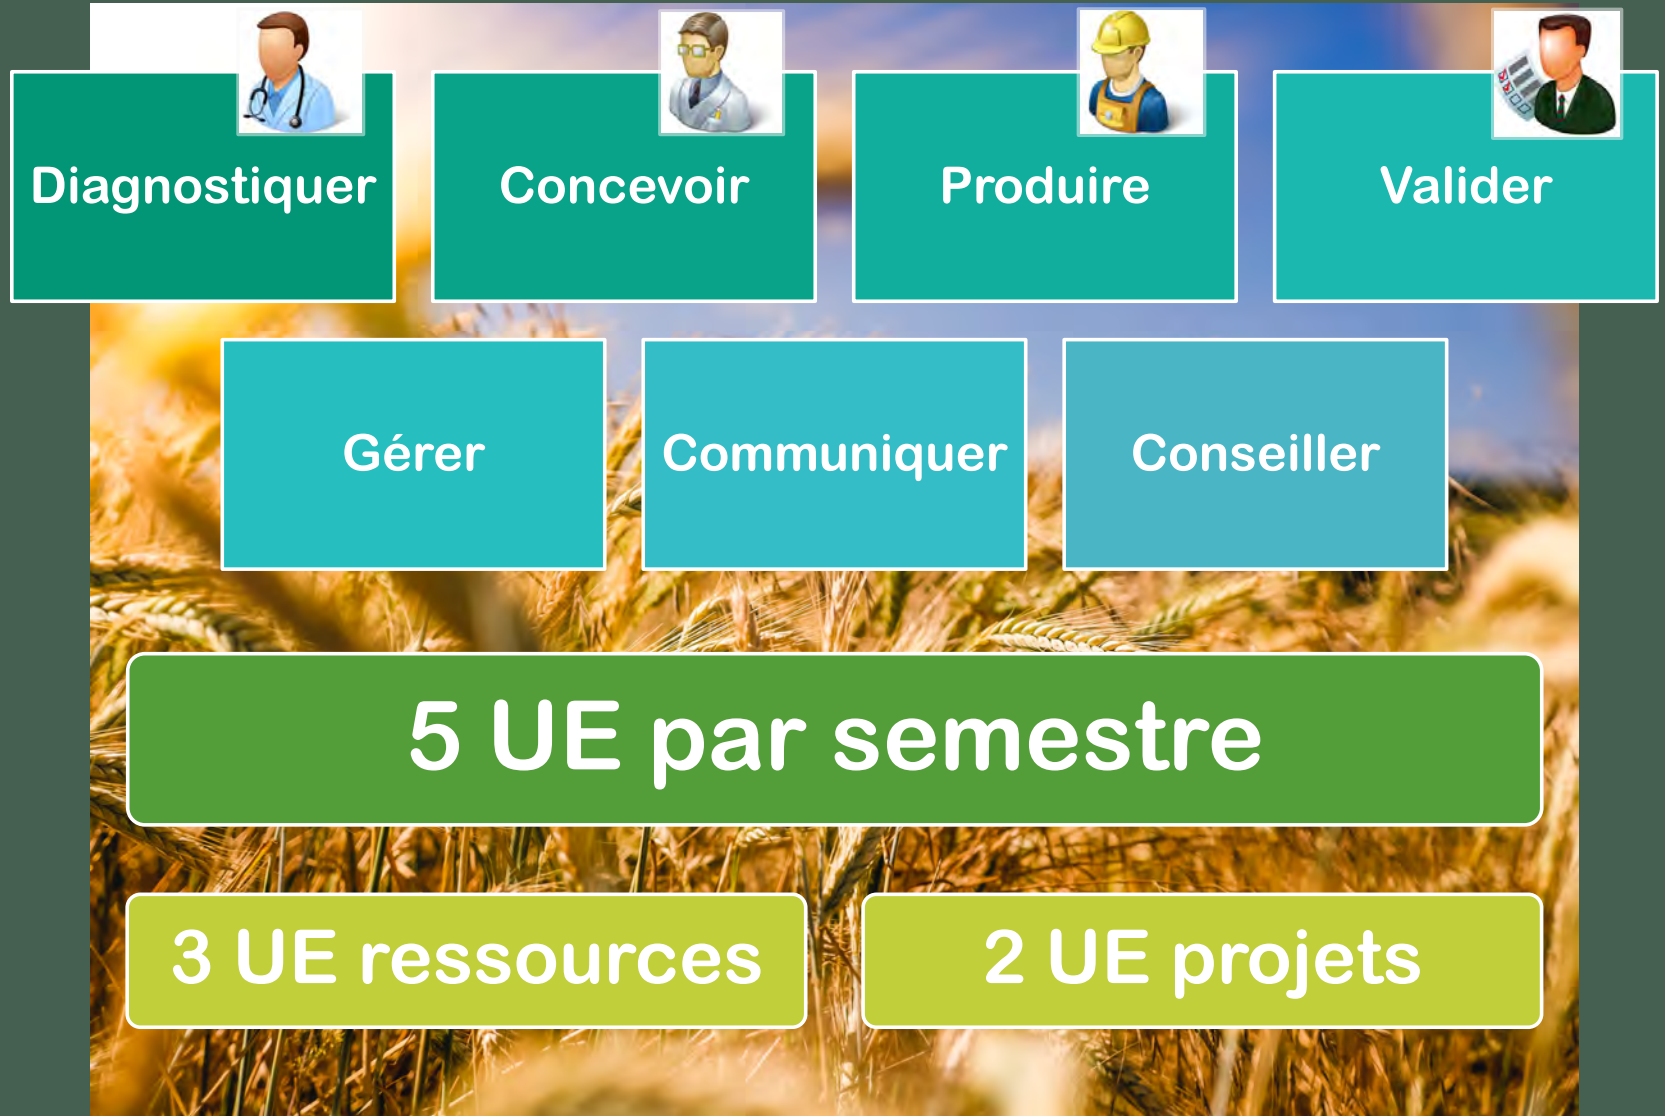 Diagnostiquer
Concevoir
Produire
Valider
Gérer
Communiquer
Conseiller
5 UE par semestre
3 UE ressources
2 UE projets